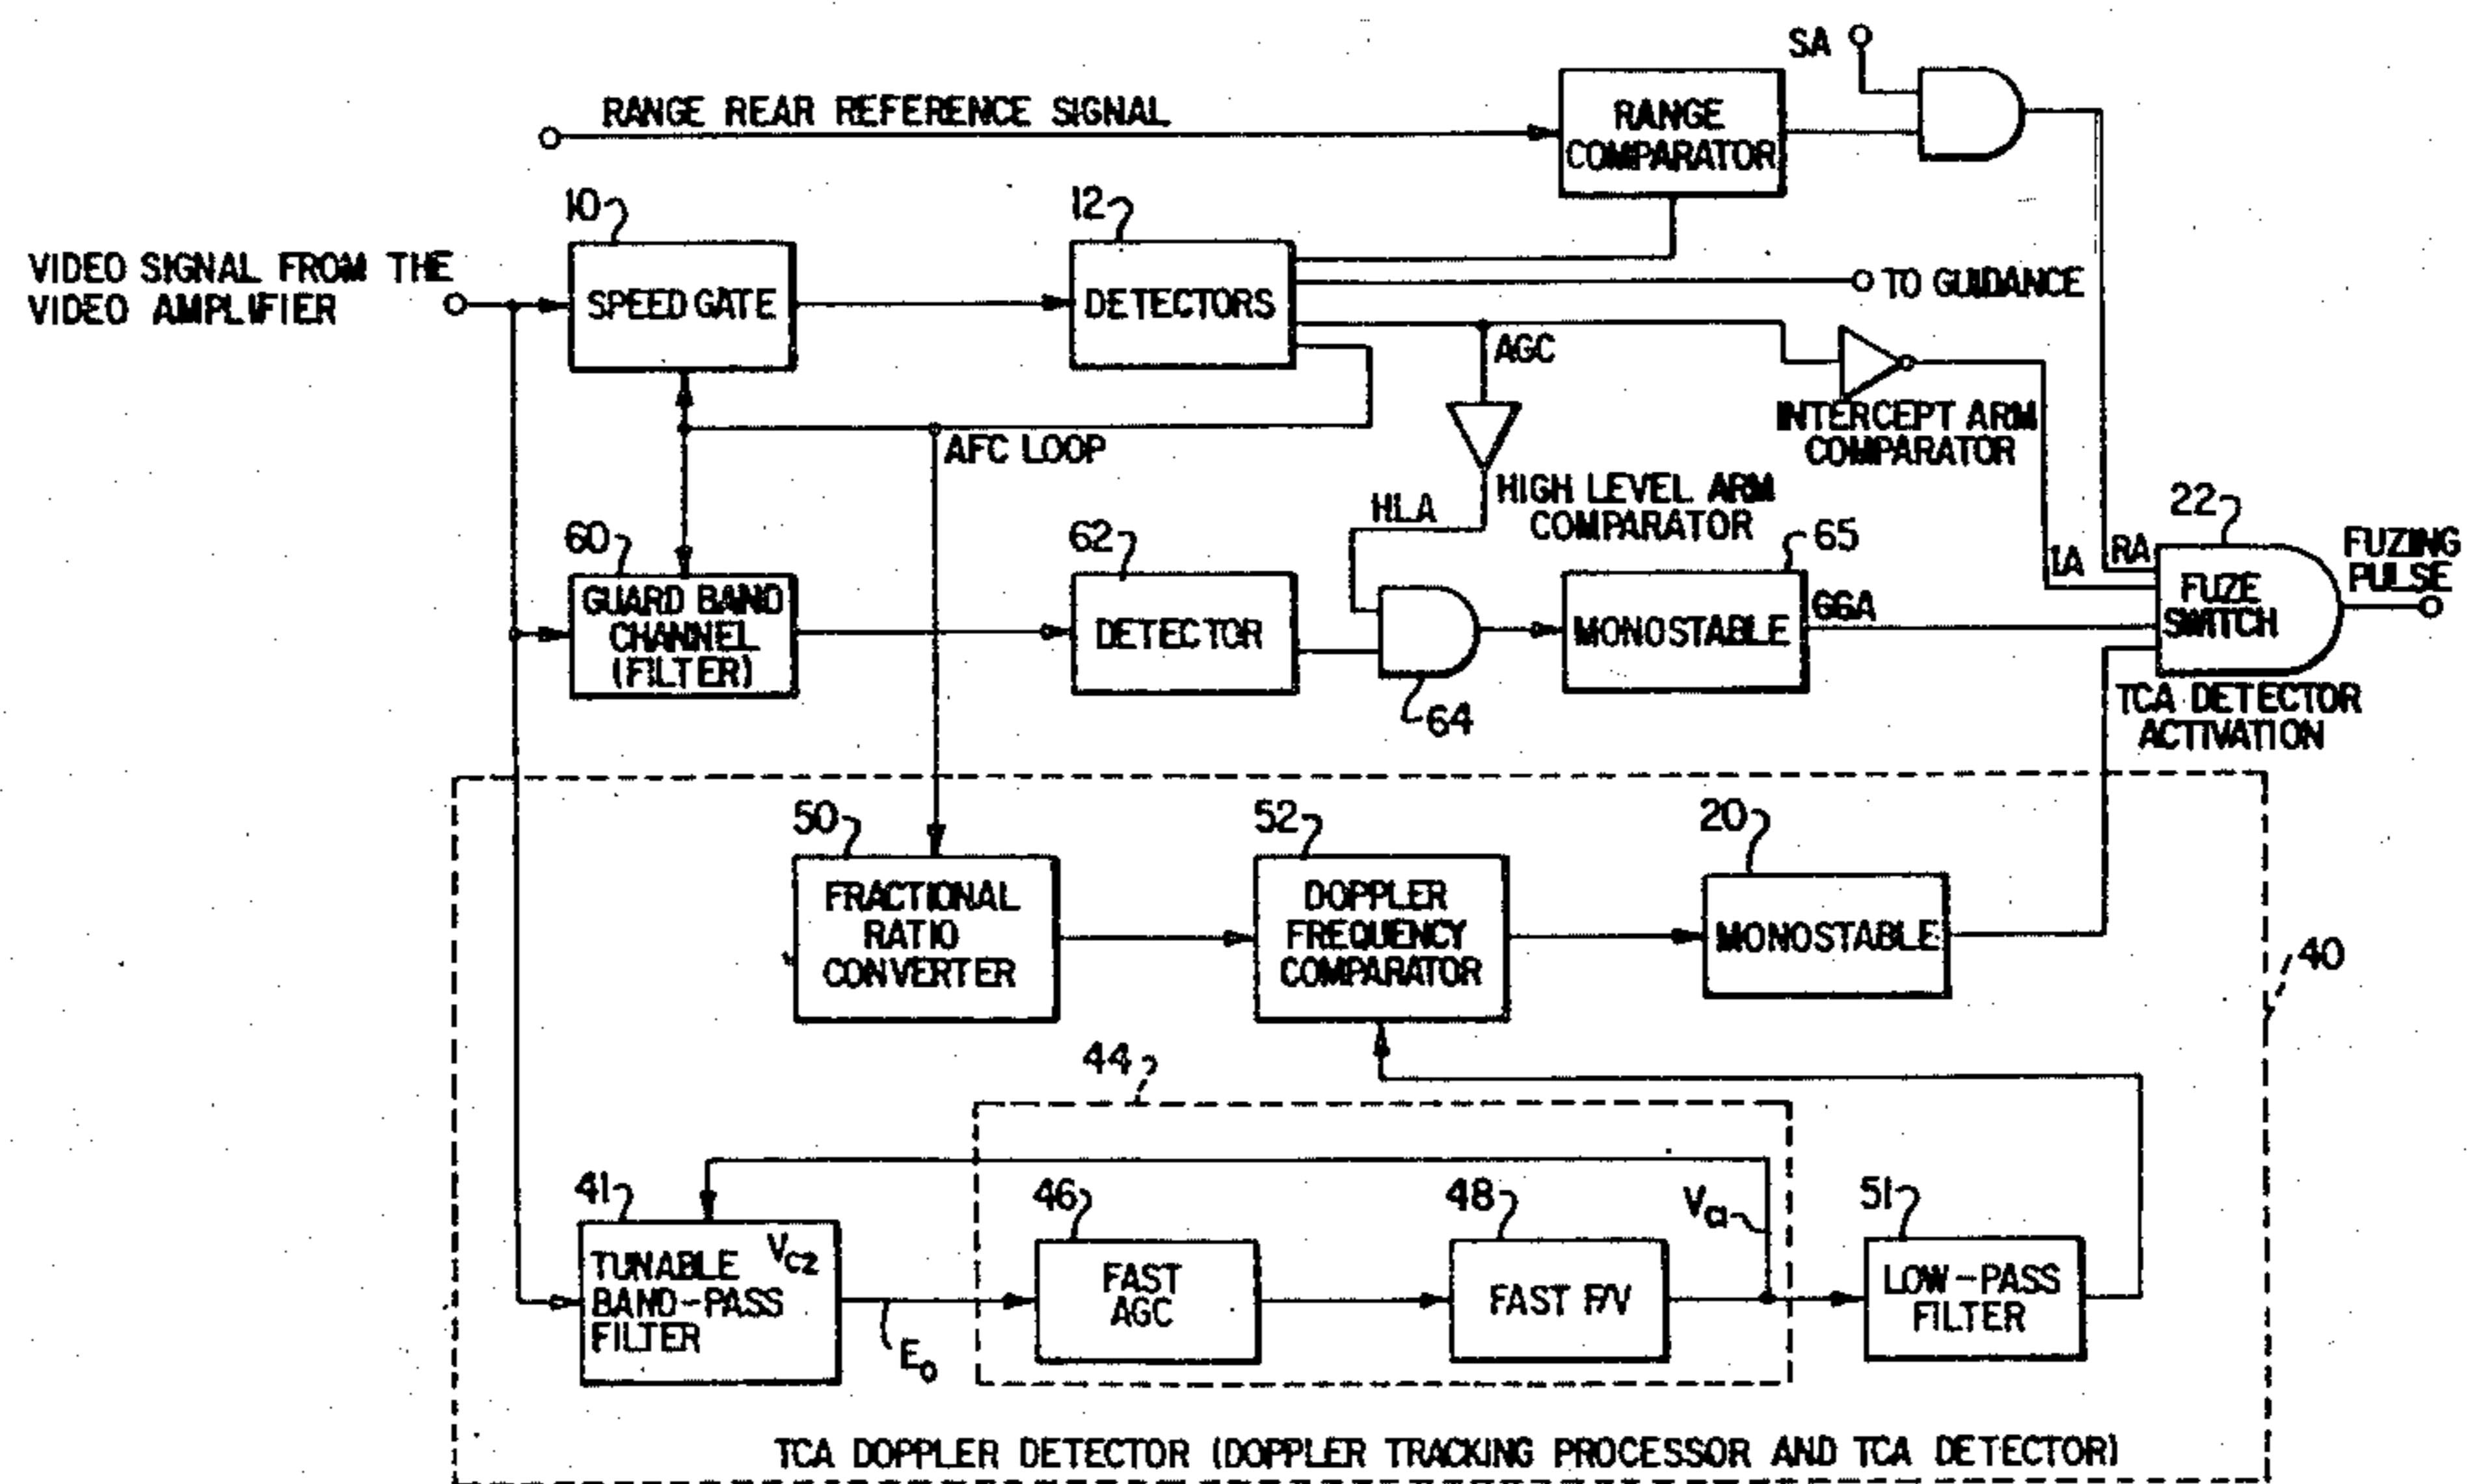 SA
RANGE REAR REFERENCE SIGNAL
RANGE
COMPARATOR
10
12
VIDEO SIGNAL FROM THE
VIDEO AMPLIFIER
SPEED GATE
DETECTORS
TO GUIDANCE
AGC
INTERCEPT ARM
COMPARATOR
AFC LOOP
HLA
HIGH LEVEL ARM
COMPARATOR
60
62
65
22
GUARD BAND
CHANNEL
(FILTER)
DETECTOR
MONOSTABLE
GGA
IA
RA
FUZE
SWITCH
FUZING
PULSE
64
TCA DETECTOR
ACTIVATION
50
52
20
FRACTIONAL
RATIO
CONVERTER
DOPPLER
FREQUENCY
COMPARATOR
MONOSTABLE
40
44
41
46
48
Va
51
TUNABLE
BAND-PASS
FILTER
Vc2
Eo
FAST
AGC
FAST F/V
LOW-PASS
FILTER
TCA DOPPLER DETECTOR (DOPPLER TRACKING PROCESSOR AND TCA DETECTOR)